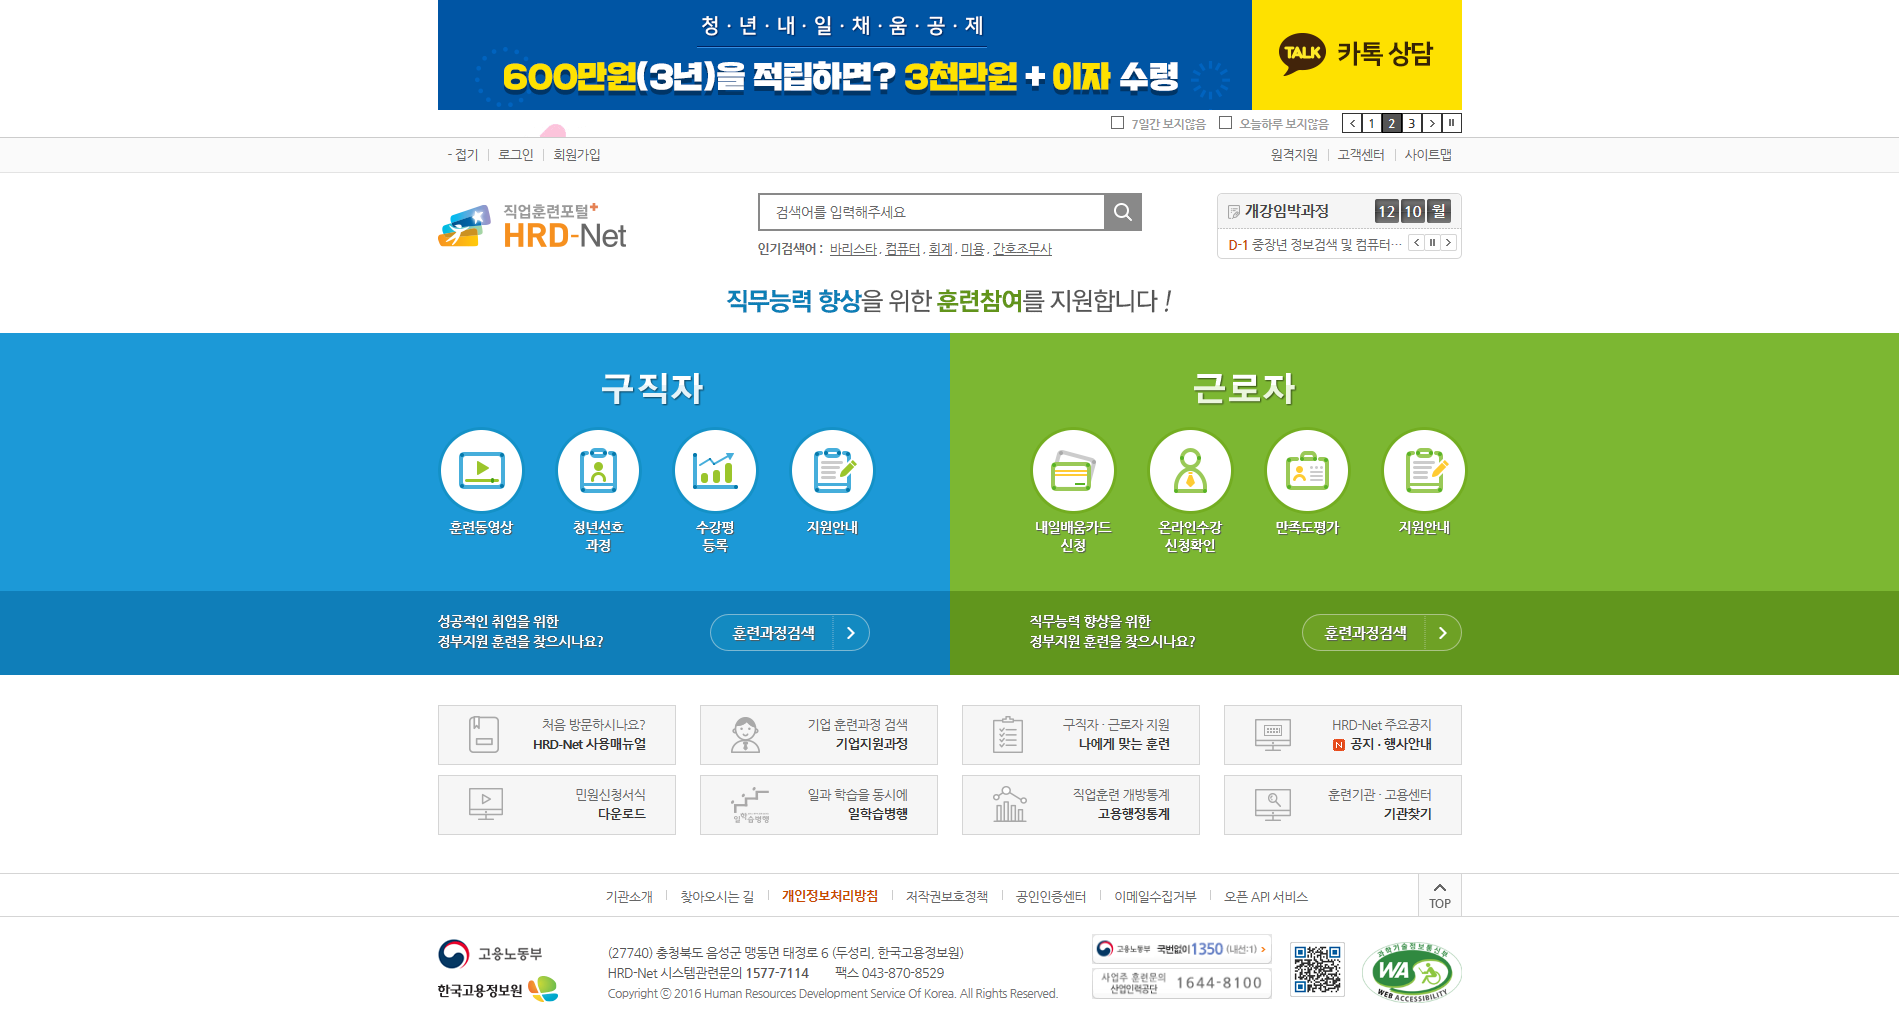 청·년·내·일·채·움·공·제
600만원(3년)을 적립하면? 3천만원 + 이자 수령
TALK 카톡 상담
7일간 보지않음 오늘하루 보지않음 1 2 3
- 접기 로그인 회원가입 원격지원 고객센터 사이트맵
직업훈련포털+
HRD-Net
검색어를 입력해주세요
인기검색어 : 바리스타, 컴퓨터, 회계, 미용, 간호조무사
개강임박과정 12 10 월
D-1 중장년 정보검색 및 컴퓨터…
직무능력 향상을 위한 훈련참여를 지원합니다 !
구직자
훈련동영상
청년선호
과정
수강평
등록
지원안내
성공적인 취업을 위한
정부지원 훈련을 찾으시나요?
훈련과정검색
근로자
내일배움카드
신청
온라인수강
신청확인
만족도평가
지원안내
직무능력 향상을 위한
정부지원 훈련을 찾으시나요?
훈련과정검색
처음 방문하시나요?
HRD-Net 사용매뉴얼
기업 훈련과정 검색
기업지원과정
구직자 · 근로자 지원
나에게 맞는 훈련
HRD-Net 주요공지
N 공지 · 행사안내
민원신청서식
다운로드
일학습병행
일과 학습을 동시에
일학습병행
직업훈련 개방통계
고용행정통계
훈련기관 · 고용센터
기관찾기
기관소개 찾아오시는 길 개인정보처리방침 저작권보호정책 공인인증센터 이메일수집거부 오픈 API 서비스
TOP
고용노동부
한국고용정보원
(27740) 충청북도 음성군 맹동면 태정로 6 (두성리, 한국고용정보원)
HRD-Net 시스템관련문의 1577-7114 팩스 043-870-8529
Copyright ⓒ 2016 Human Resources Development Service Of Korea. All Rights Reserved.
고용노동부 국번없이 1350 (내선:1) >
사업주 훈련문의
산업인력공단
1644-8100
과학기술정보통신부
WA
WEB ACCESSIBILITY